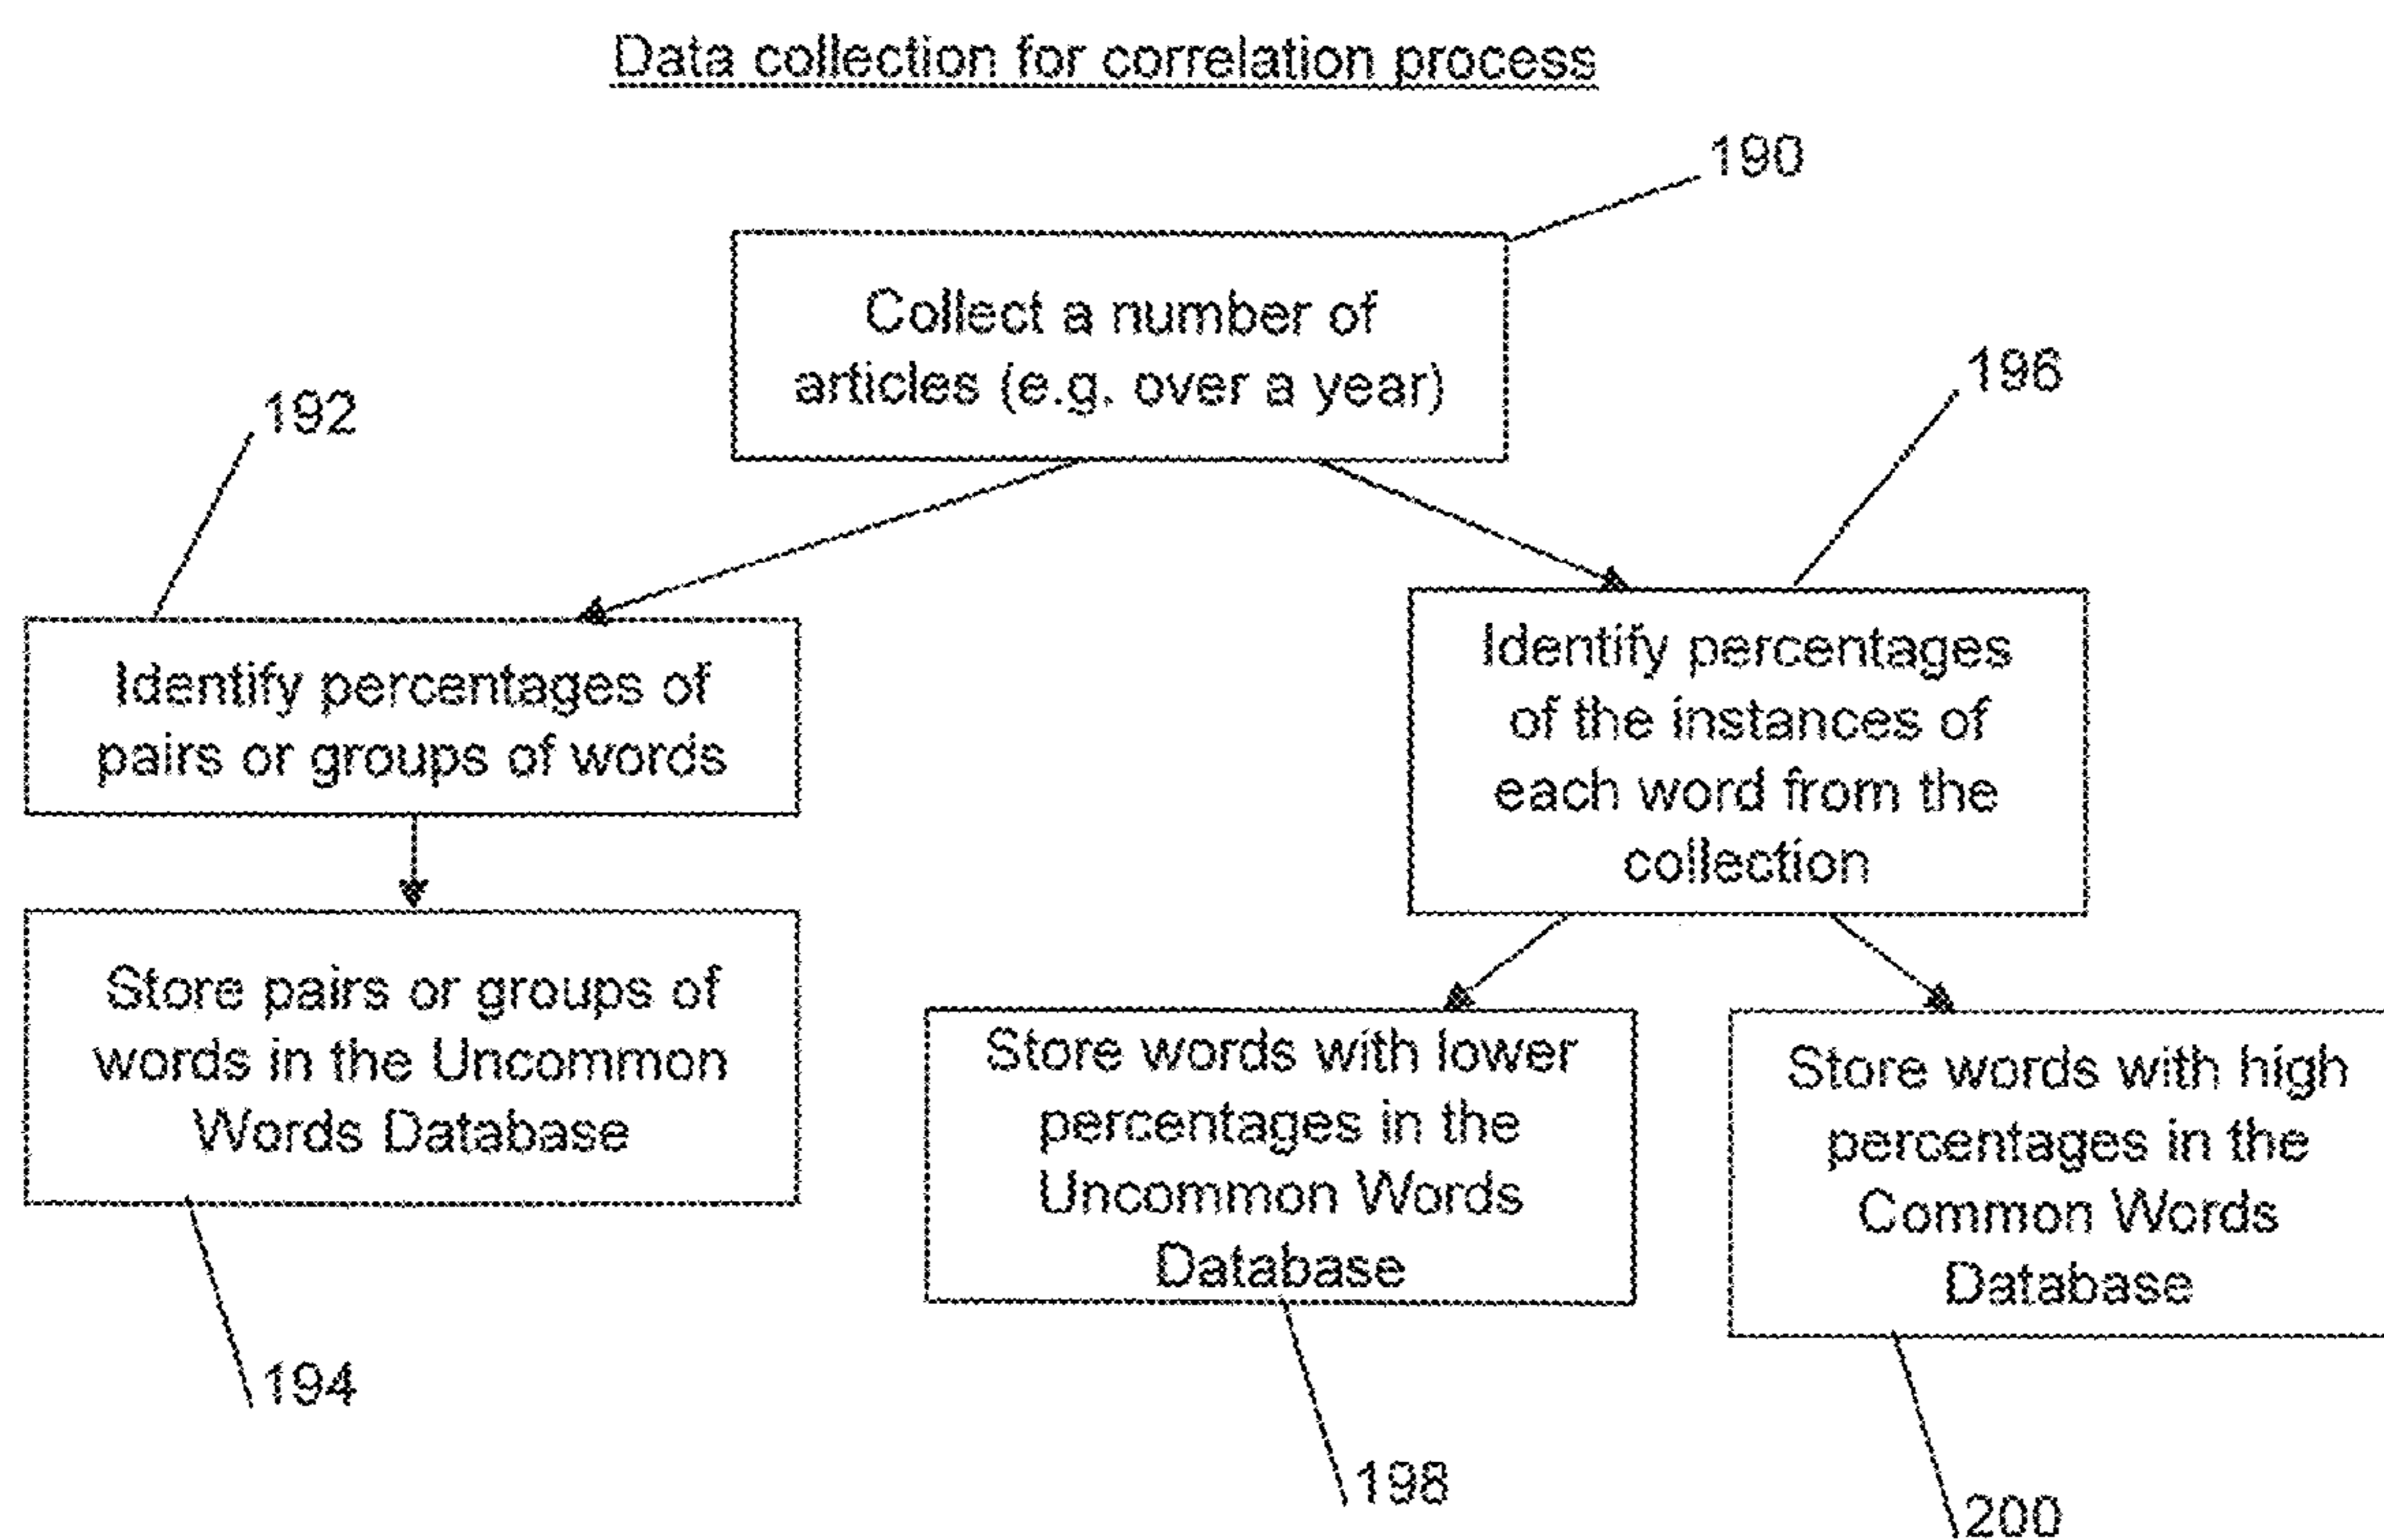 Data collection for correlation process
190
Collect a number of
articles (e.g. over a year)
192
196
Identify percentages of
pairs or groups of words
Identify percentages
of the instances of
each word from the
collection
Store pairs or groups of
words in the Uncommon
Words Database
Store words with lower
percentages in the
Uncommon Words
Database
Store words with high
percentages in the
Common Words
Database
194
198
200